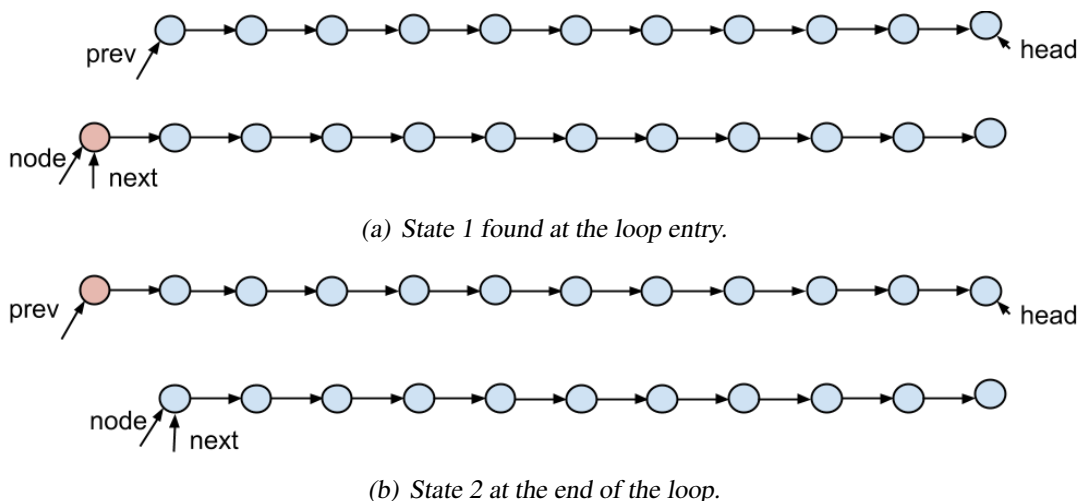 prev
head
node
next
(a) State 1 found at the loop entry.
prev
head
node
next
(b) State 2 at the end of the loop.